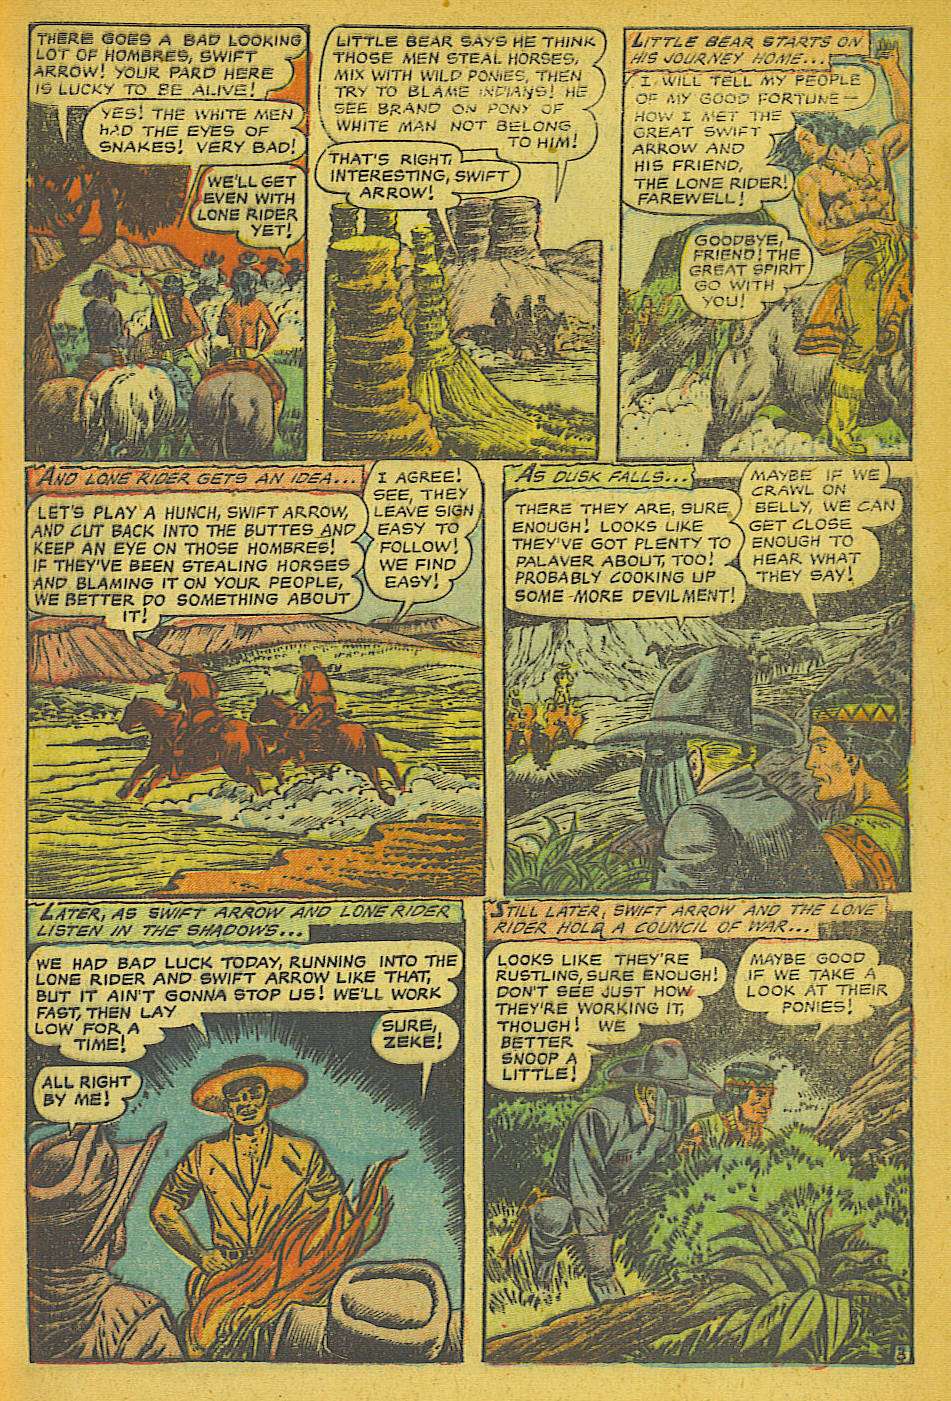 THERE GOES A BAD LOOKING
LOT OF HOMBRES, SWIFT
ARROW! YOUR PARD HERE
IS LUCKY TO BE ALIVE!
YES! THE WHITE MEN
HAD THE EYES OF
SNAKES! VERY BAD!
WE'LL GET
EVEN WITH
LONE RIDER
YET!
LITTLE BEAR SAYS HE THINK
THOSE MEN STEAL HORSES,
MIX WITH WILD PONIES, THEN
TRY TO BLAME INDIANS! HE
SEE BRAND ON PONY OF
WHITE MAN NOT BELONG
TO HIM!
THAT'S RIGHT
INTERESTING, SWIFT
ARROW!
LITTLE BEAR STARTS ON
HIS JOURNEY HOME...
I WILL TELL MY PEOPLE
OF MY GOOD FORTUNE-
HOW I MET THE
GREAT SWIFT
ARROW AND
HIS FRIEND,
THE LONE RIDER!
FAREWELL!
GOODBYE,
FRIEND! THE
GREAT SPIRIT
GO WITH
YOU!
AND LONE RIDER GETS AN IDEA...
LET'S PLAY A HUNCH, SWIFT ARROW,
AND CUT BACK INTO THE BUTTES AND
KEEP AN EYE ON THOSE HOMBRES!
IF THEY'VE BEEN STEALING HORSES
AND BLAMING IT ON YOUR PEOPLE,
WE BETTER DO SOMETHING ABOUT
IT!
I AGREE!
SEE, THEY
LEAVE SIGN
EASY TO
FOLLOW!
WE FIND
EASY!
AS DUSK FALLS...
THERE THEY ARE, SURE
ENOUGH! LOOKS LIKE
THEY'VE GOT PLENTY TO
PALAVER ABOUT, TOO!
PROBABLY COOKING UP
SOME MORE DEVILMENT!
MAYBE IF WE
CRAWL ON
BELLY, WE CAN
GET CLOSE
ENOUGH TO
HEAR WHAT
THEY SAY!
LATER, AS SWIFT ARROW AND LONE RIDER
LISTEN IN THE SHADOWS...
WE HAD BAD LUCK TODAY, RUNNING INTO THE
LONE RIDER AND SWIFT ARROW LIKE THAT,
BUT IT AIN'T GONNA STOP US! WE'LL WORK
FAST, THEN LAY
LOW FOR A
TIME!
SURE,
ZEKE!
ALL RIGHT
BY ME!
STILL LATER, SWIFT ARROW AND THE LONE
RIDER HOLD A COUNCIL OF WAR...
LOOKS LIKE THEY'RE
RUSTLING, SURE ENOUGH!
DON'T SEE JUST HOW
THEY'RE WORKING IT,
THOUGH! WE
BETTER
SNOOP A
LITTLE!
MAYBE GOOD
IF WE TAKE A
LOOK AT THEIR
PONIES!